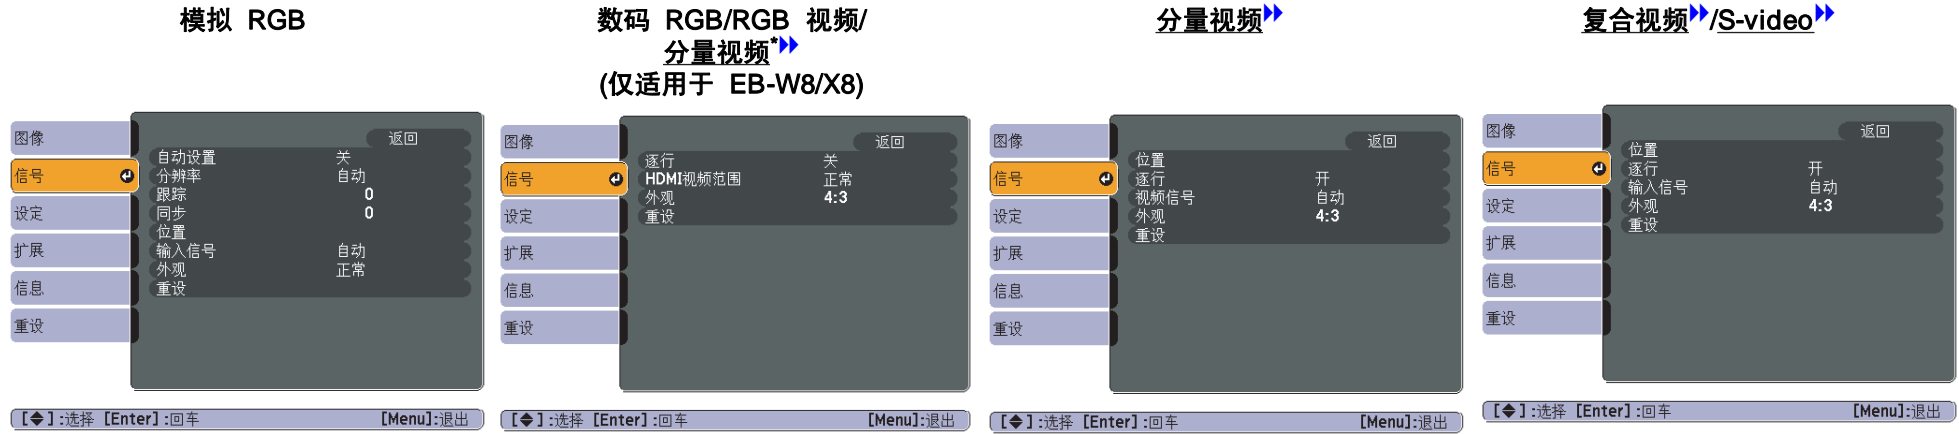 模拟 RGB
图像
信号
设定
扩展
信息
重设
返回
自动设置 关
分辨率 自动
跟踪 0
同步 0
位置
输入信号 自动
外观 正常
重设
[◆]:选择 [Enter]:回车 [Menu]:退出
数码 RGB/RGB 视频/
分量视频*
(仅适用于 EB-W8/X8)
图像
信号
设定
扩展
信息
重设
返回
逐行 关
HDMI视频范围 正常
外观 4:3
重设
[◆]:选择 [Enter]:回车 [Menu]:退出
分量视频
图像
信号
设定
扩展
信息
重设
返回
位置
逐行 开
视频信号 自动
外观 4:3
重设
[◆]:选择 [Enter]:回车 [Menu]:退出
复合视频/S-video
图像
信号
设定
扩展
信息
重设
返回
位置
逐行 开
输入信号 自动
外观 4:3
重设
[◆]:选择 [Enter]:回车 [Menu]:退出